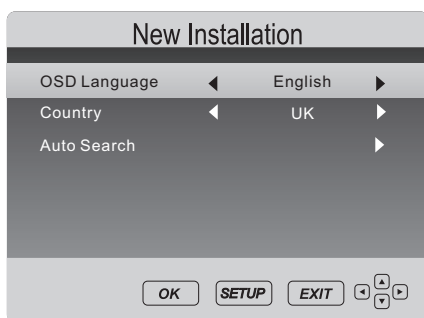 New Installation
OSD Language English
Country UK
Auto Search
OK SETUP EXIT